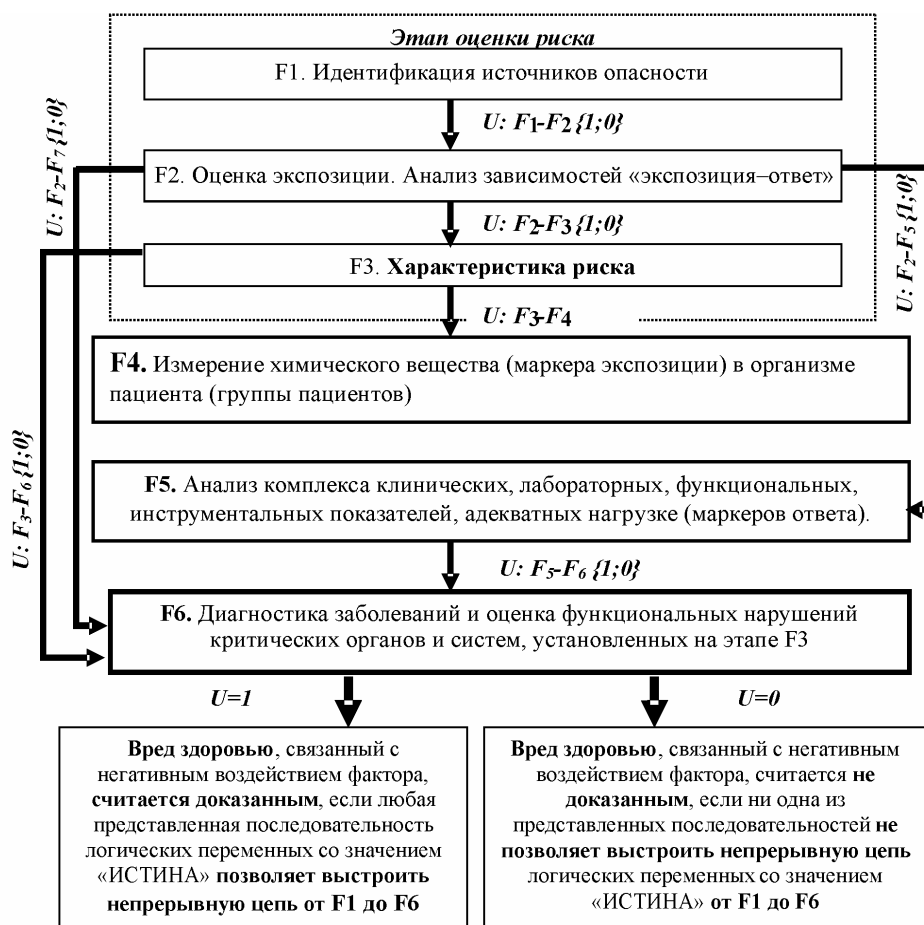 Этап оценки риска
F1. Идентификация источников опасности
U: F1-F2 {1;0}
F2. Оценка экспозиции. Анализ зависимостей «экспозиция–ответ»
U: F2-F7 {1;0}
U: F2-F5 {1;0}
U: F2-F3 {1;0}
F3. Характеристика риска
U: F3-F4
F4. Измерение химического вещества (маркера экспозиции) в организме
пациента (группы пациентов)
U: F3-F6 {1;0}
F5. Анализ комплекса клинических, лабораторных, функциональных,
инструментальных показателей, адекватных нагрузке (маркеров ответа).
U: F5-F6 {1;0}
F6. Диагностика заболеваний и оценка функциональных нарушений
критических органов и систем, установленных на этапе F3
U=1
U=0
Вред здоровью, связанный с
негативным воздействием фактора,
считается доказанным, если любая
представленная последовательность
логических переменных со значением
«ИСТИНА» позволяет выстроить
непрерывную цепь от F1 до F6
Вред здоровью, связанный с негативным
воздействием фактора, считается не
доказанным, если ни одна из
представленных последовательностей не
позволяет выстроить непрерывную цепь
логических переменных со значением
«ИСТИНА» от F1 до F6